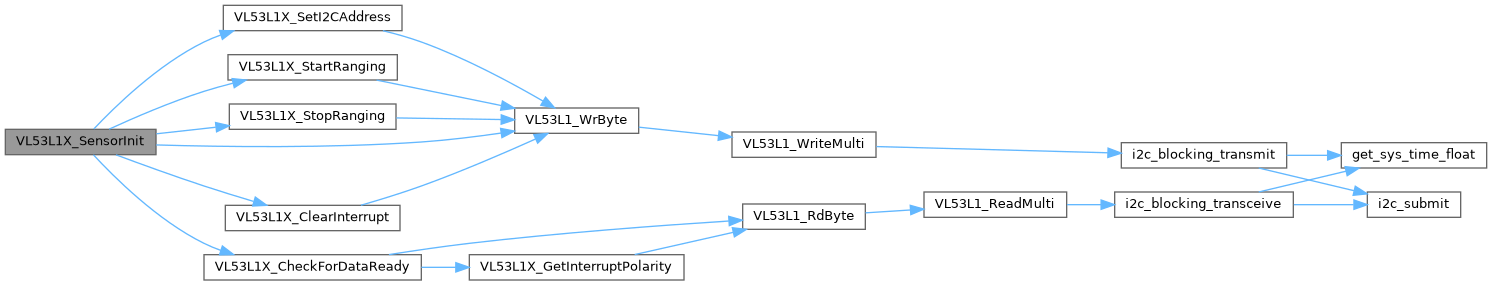 VL53L1X_SensorInit
VL53L1X_SetI2CAddress
VL53L1X_StartRanging
VL53L1X_StopRanging
VL53L1X_ClearInterrupt
VL53L1X_CheckForDataReady
VL53L1_WrByte
VL53L1X_GetInterruptPolarity
VL53L1_WriteMulti
VL53L1_RdByte
VL53L1_ReadMulti
i2c_blocking_transmit
i2c_blocking_transceive
get_sys_time_float
i2c_submit